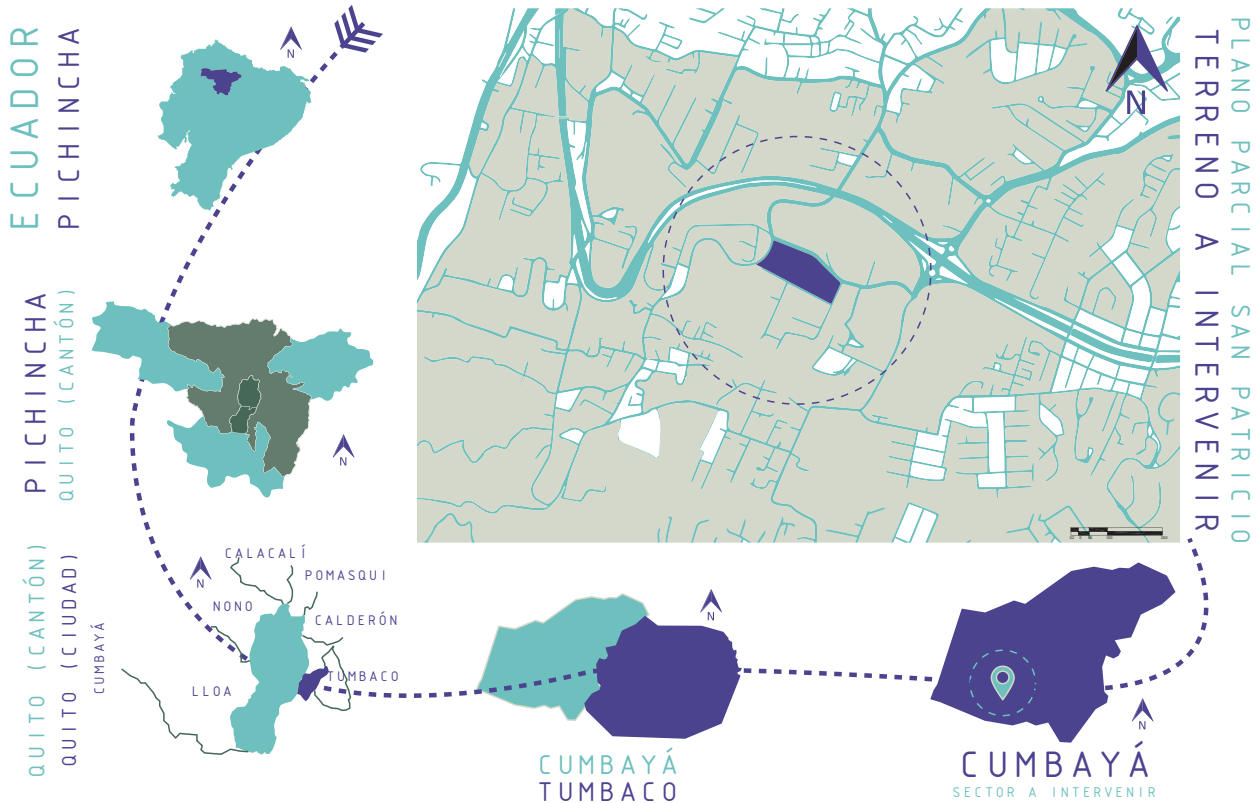 ECUADOR
PICHINCHA
N
PICHINCHA
QUITO (CANTÓN)
N
QUITO (CANTÓN)
QUITO (CIUDAD)
CUMBAYÁ
N
CALACALÍ
POMASQUI
NONO
CALDERÓN
TUMBACO
LLOA
N
CUMBAYÁ
TUMBACO
N
CUMBAYÁ
SECTOR A INTERVENIR
N
TERRENO A INTERVENIR
PLANO PARCIAL SAN PATRICIO